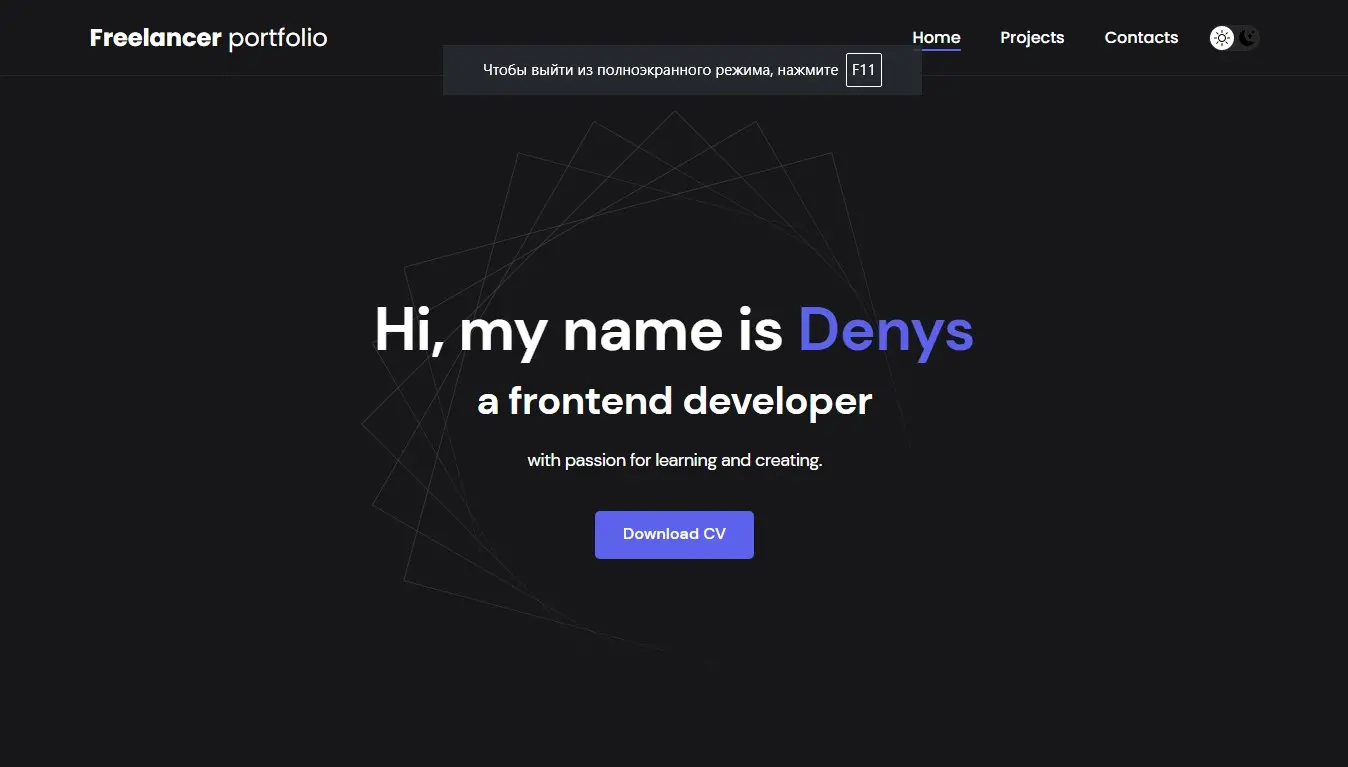 Freelancer portfolio
Home
Projects
Contacts
Чтобы выйти из полноэкранного режима, нажмите F11
Hi, my name is Denys
a frontend developer
with passion for learning and creating.
Download CV